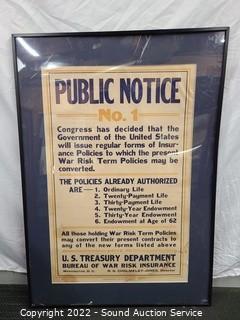 PUBLIC NOTICE
No. 1
Congress has decided that the
Government of the United States
will issue regular forms of Insur-
ance Policies to which the present
War Risk Term Policies may be
converted.
THE POLICIES ALREADY AUTHORIZED
ARE — 1. Ordinary Life
2. Twenty-Payment Life
3. Thirty-Payment Life
4. Twenty-Year Endowment
5. Thirty-Year Endowment
6. Endowment at Age of 62
All those holding War Risk Term Policies
may convert their present contracts to
any of the new forms listed above
U. S. TREASURY DEPARTMENT
BUREAU OF WAR RISK INSURANCE
Washington, D. C. R. G. CHOLMELEY-JONES, Director
Copyright 2022 - Sound Auction Service